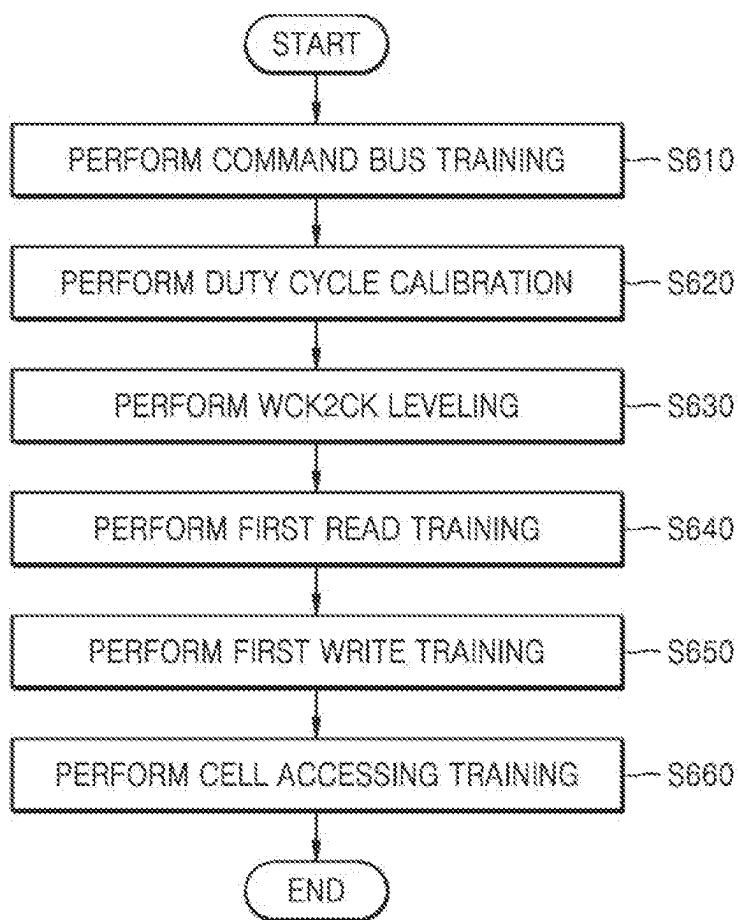 START
PERFORM COMMAND BUS TRAINING S610
PERFORM DUTY CYCLE CALIBRATION S620
PERFORM WCK2CK LEVELING S630
PERFORM FIRST READ TRAINING S640
PERFORM FIRST WRITE TRAINING S650
PERFORM CELL ACCESSING TRAINING S660
END